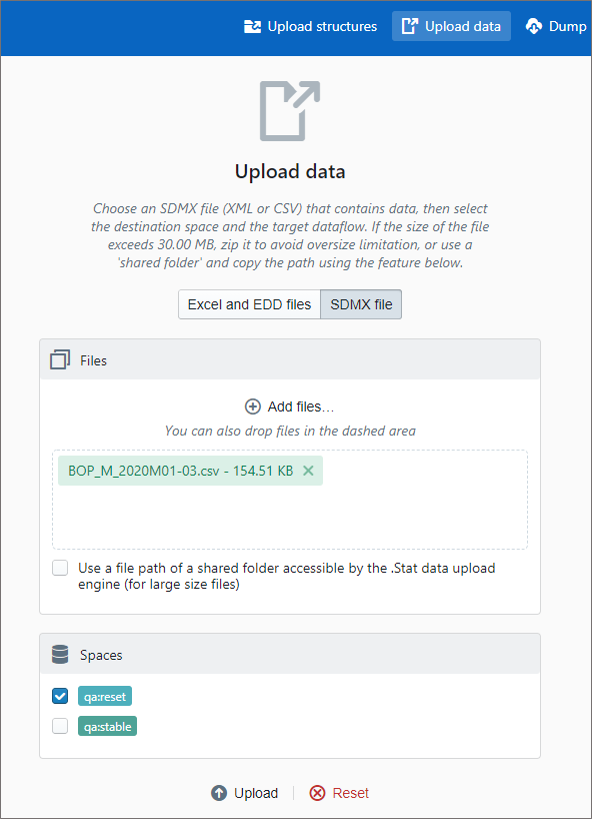 Upload structures
Upload data
Dump
Upload data
Choose an SDMX file (XML or CSV) that contains data, then select
the destination space and the target dataflow. If the size of the file
exceeds 30.00 MB, zip it to avoid oversize limitation, or use a
'shared folder' and copy the path using the feature below.
Excel and EDD files
SDMX file
Files
Add files...
You can also drop files in the dashed area
BOP_M_2020M01-03.csv - 154.51 KB
Use a file path of a shared folder accessible by the .Stat data upload
engine (for large size files)
Spaces
qa:reset
qa:stable
Upload
Reset